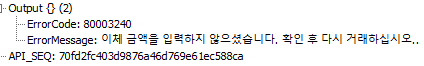 Output {} (2)
ErrorCode: 80003240
ErrorMessage: 이체 금액을 입력하지 않으셨습니다. 확인 후 다시 거래하십시오..
API_SEQ: 70fd2fc403d9876a46d769e61ec588ca